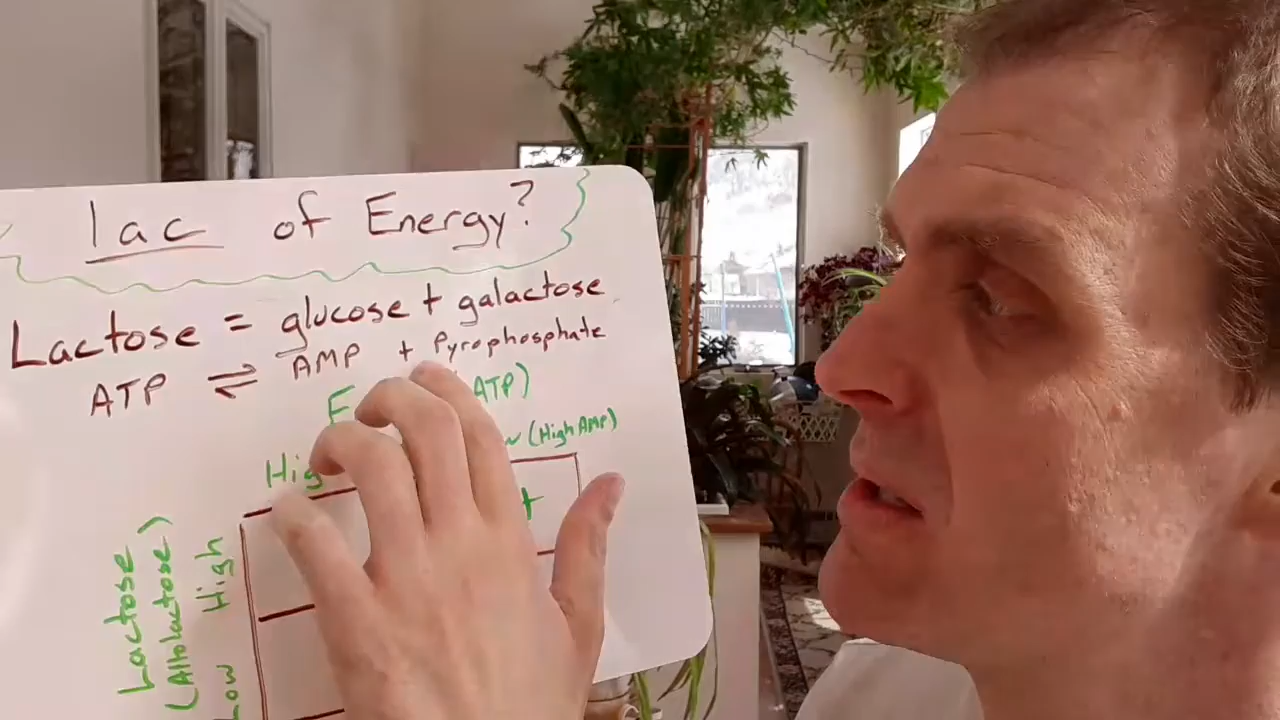 lac of Energy?
Lactose = glucose + galactose
ATP ⇌ AMP + Pyrophosphate
ATP)
High
(High AMP)
+
Lactose
(Allolactose)
High
Low